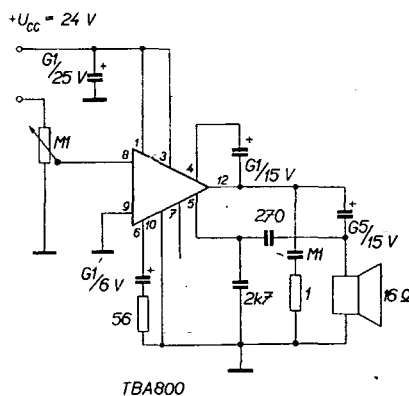 +U_CC = 24 V
G1/25 V
+
1
3
4
+
G1/15 V
M1
8
12
9
5
7
6
10
270
+
G5/15 V
G1/6 V
+
M1
2k7
1
16 Ω
56
TBA800